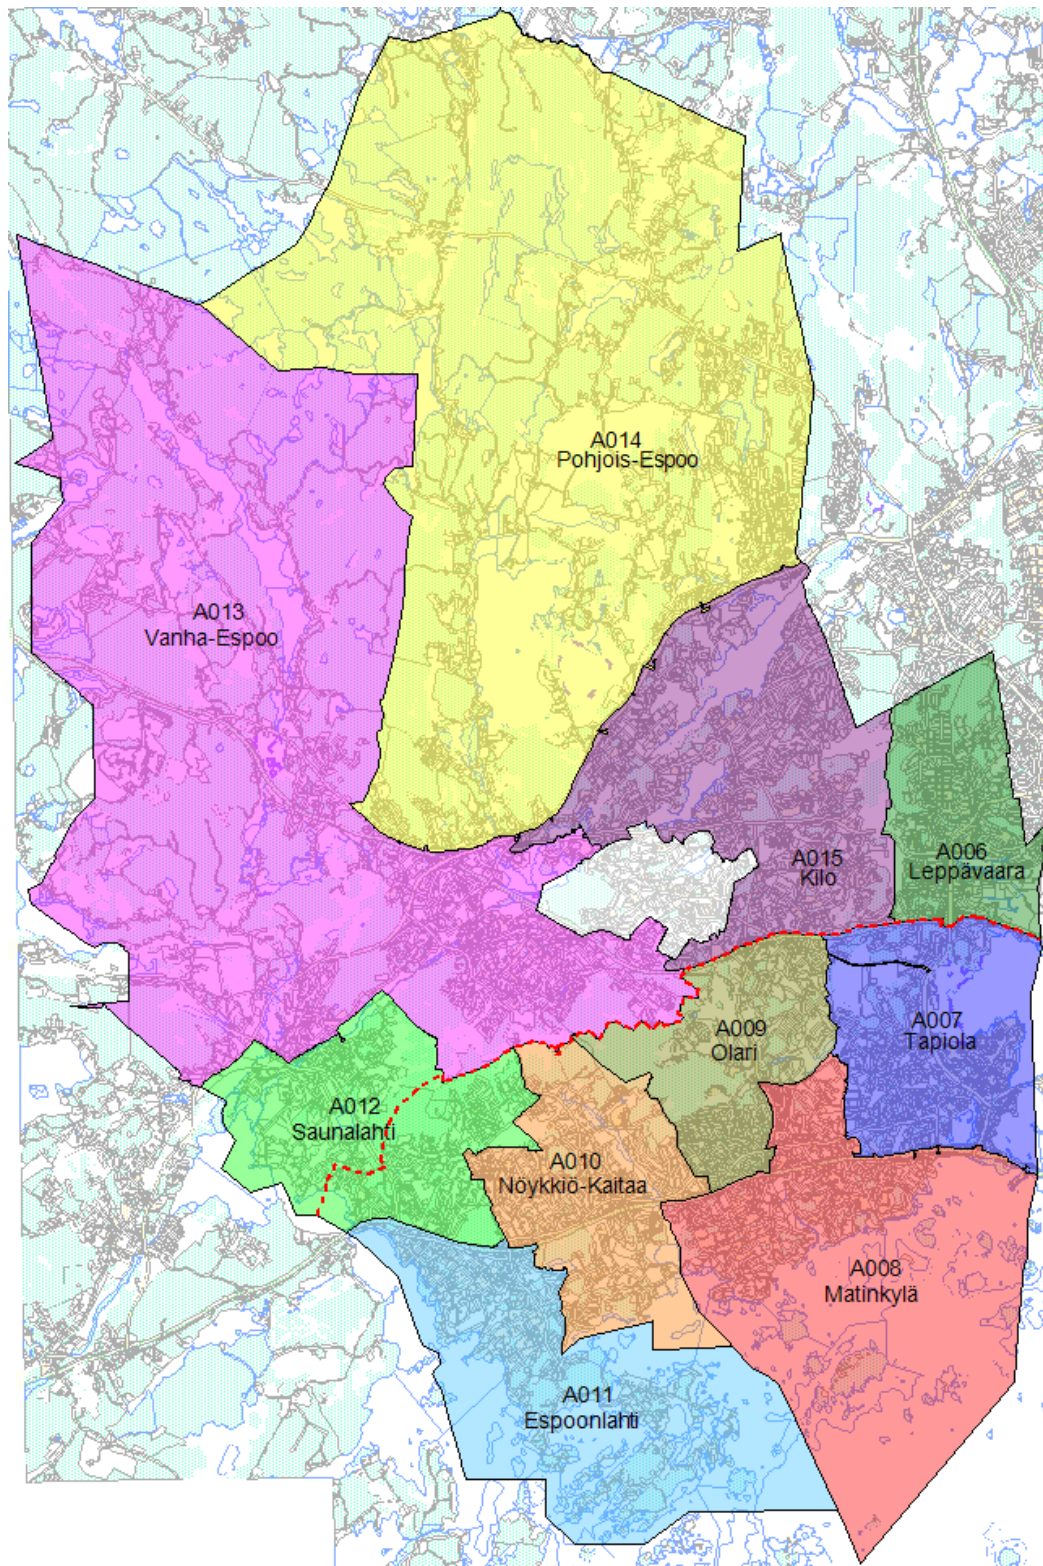 A014
Pohjois-Espoo
A013
Vanha-Espoo
A015
Kilo
A006
Leppävaara
A009
Olari
A007
Tapiola
A012
Saunalahti
A010
Nöykkiö-Kaitaa
A008
Matinkylä
A011
Espoonlahti